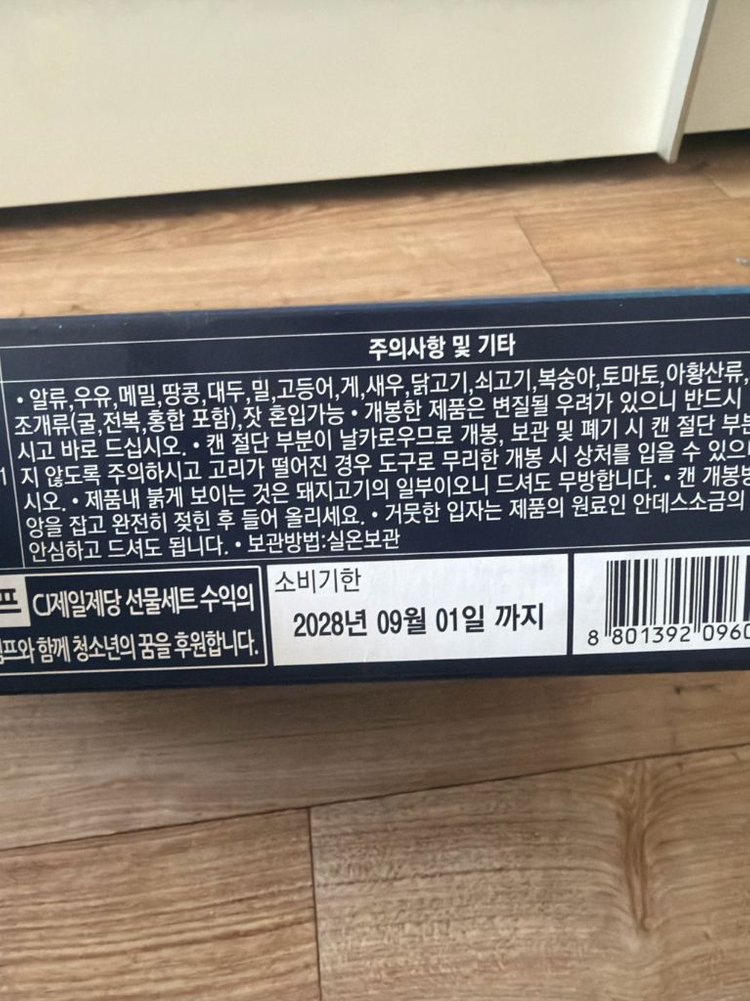 주의사항 및 기타
• 알류,우유,메밀,땅콩,대두,밀,고등어,게,새우,닭고기,쇠고기,복숭아,토마토,아황산류,
조개류(굴,전복,홍합 포함),잣 혼입가능 • 개봉한 제품은 변질될 우려가 있으니 반드시
시고 바로 드십시오. • 캔 절단 부분이 날카로우므로 개봉, 보관 및 폐기 시 캔 절단
지 않도록 주의하시고 고리가 떨어진 경우 도구로 무리한 개봉 시 상처를 입을 수
시오. • 제품내 붉게 보이는 것은 돼지고기의 일부이오니 드셔도 무방합니다. • 캔
앙을 잡고 완전히 젖힌 후 들어 올리세요. • 거뭇한 입자는 제품의 원료인 안데스소금의
안심하고 드셔도 됩니다. • 보관방법:실온보관
CJ제일제당 선물세트 수익의
함께 청소년의 꿈을 후원합니다.
소비기한
2028년 09월 01일 까지
8 801392 0960